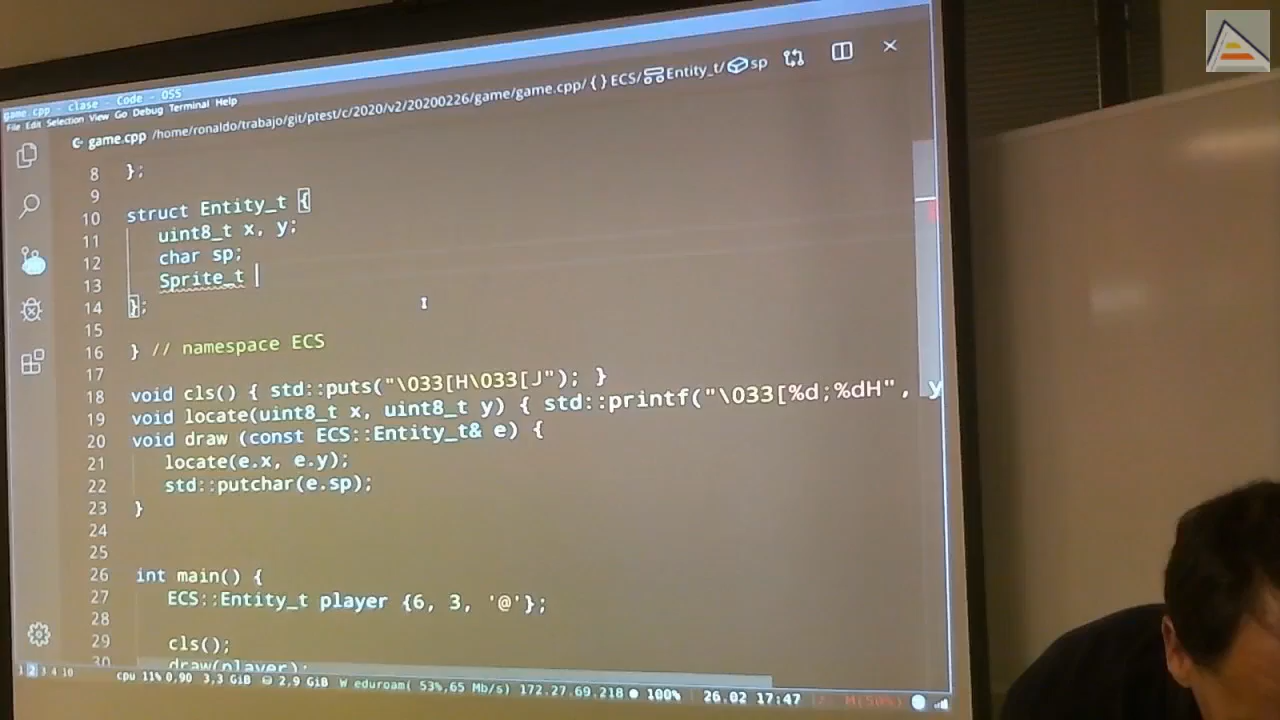 game.cpp - clase - Code - OSS
File Edit Selection View Go Debug Terminal Help
game.cpp /home/ronaldo/trabajo/git/ptest/c/2020/v2/20200226/game/game.cpp/ {} ECS/ Entity_t/ sp
8 };
9
10 struct Entity_t {
11 uint8_t x, y;
12 char sp;
13 Sprite_t
14 };
15
16 } // namespace ECS
17
18 void cls() { std::puts("\033[H\033[J"); }
19 void locate(uint8_t x, uint8_t y) { std::printf("\033[%d;%dH", y
20 void draw (const ECS::Entity_t& e) {
21 locate(e.x, e.y);
22 std::putchar(e.sp);
23 }
24
25
26 int main() {
27 ECS::Entity_t player {6, 3, '@'};
28
29 cls();
30 draw(player);
1 2 3 4 10 cpu 11% 0,90 3,3 GiB 2,9 GiB W eduroam( 53%,65 Mb/s) 172.27.69.218 100% 26.02 17:47 M(50%)